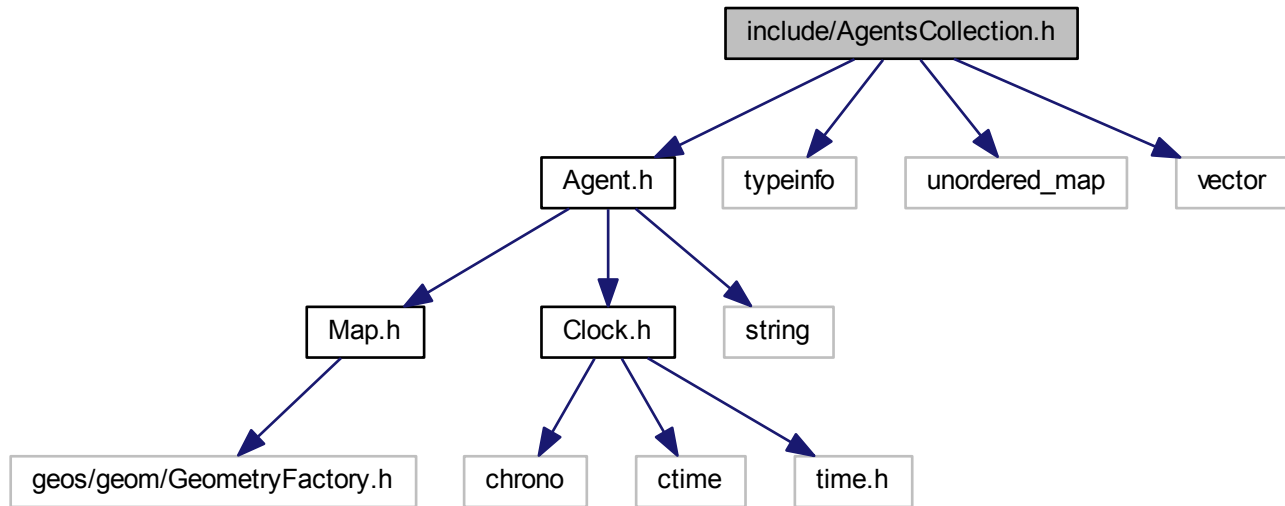 include/AgentsCollection.h
Agent.h
typeinfo
unordered_map
vector
Map.h
Clock.h
string
geos/geom/GeometryFactory.h
chrono
ctime
time.h